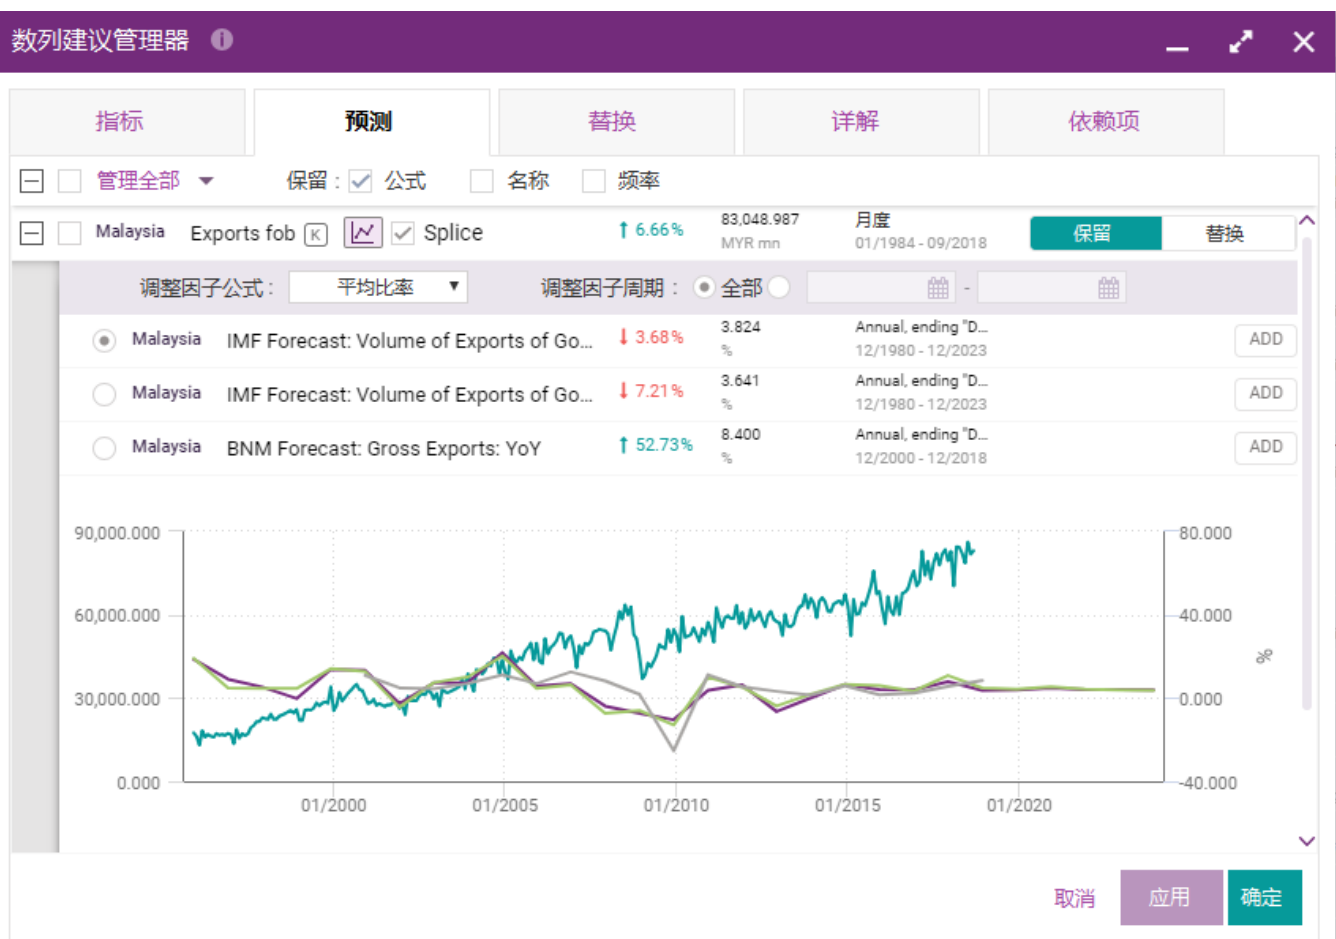 数列建议管理器 i
指标 预测 替换 详解 依赖项
管理全部 保留 : 公式 名称 频率
Malaysia Exports fob K Splice 6.66% 83,048.987 月度 保留 替换
MYR mn 01/1984 - 09/2018
调整因子公式 : 平均比率 调整因子周期 : 全部 -
Malaysia IMF Forecast: Volume of Exports of Go... 3.68% 3.824 Annual, ending "D... ADD
% 12/1980 - 12/2023
Malaysia IMF Forecast: Volume of Exports of Go... 7.21% 3.641 Annual, ending "D... ADD
% 12/1980 - 12/2023
Malaysia BNM Forecast: Gross Exports: YoY 52.73% 8.400 Annual, ending "D... ADD
% 12/2000 - 12/2018
90,000.000 80.000
60,000.000 40.000
%
30,000.000 0.000
0.000 -40.000
01/2000 01/2005 01/2010 01/2015 01/2020
取消 应用 确定